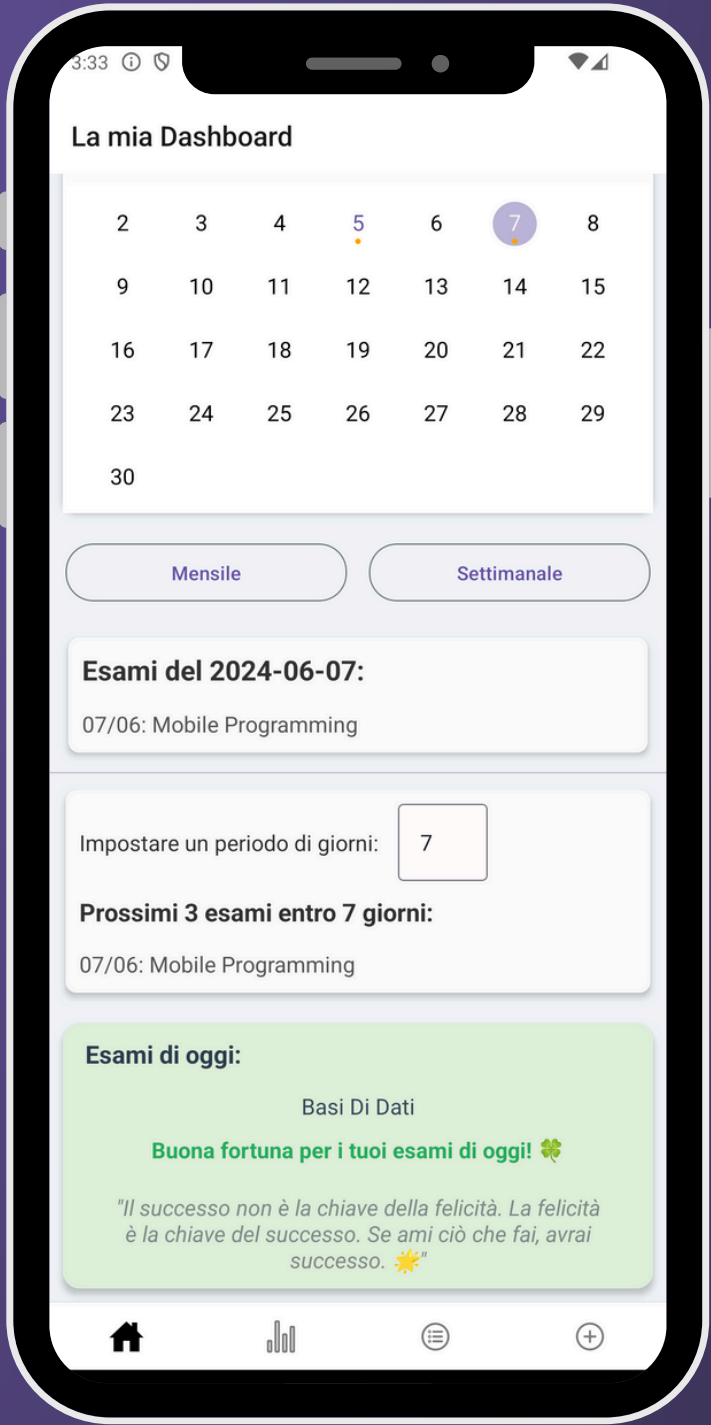 3:33
La mia Dashboard
2 3 4 5 6 7 8
9 10 11 12 13 14 15
16 17 18 19 20 21 22
23 24 25 26 27 28 29
30
Mensile Settimanale
Esami del 2024-06-07:
07/06: Mobile Programming
Impostare un periodo di giorni: 7
Prossimi 3 esami entro 7 giorni:
07/06: Mobile Programming
Esami di oggi:
Basi Di Dati
Buona fortuna per i tuoi esami di oggi! 🍀
"Il successo non è la chiave della felicità. La felicità
è la chiave del successo. Se ami ciò che fai, avrai
successo. 🌟"